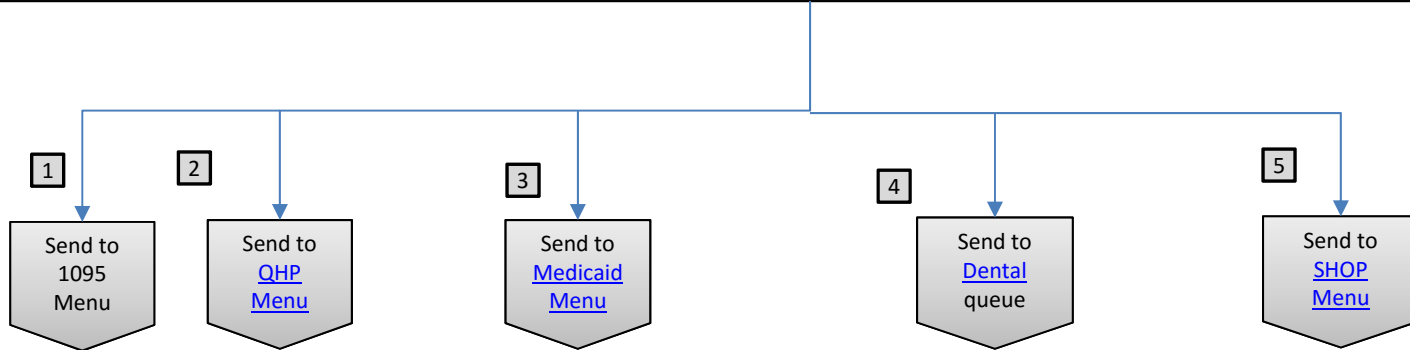 1
Send to
1095
Menu
2
Send to
QHP
Menu
3
Send to
Medicaid
Menu
4
Send to
Dental
queue
5
Send to
SHOP
Menu